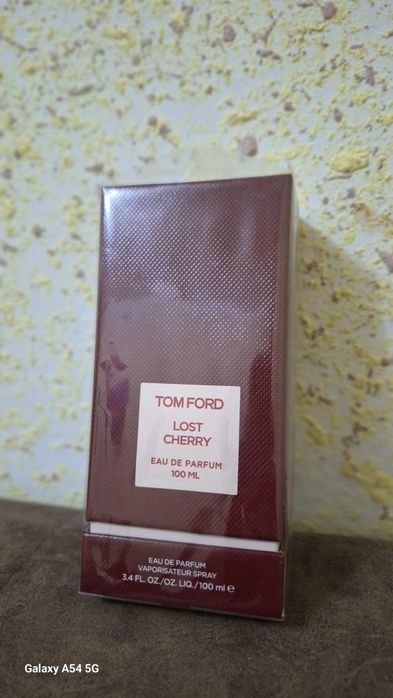 TOM FORD
LOST
CHERRY
EAU DE PARFUM
100 ML
EAU DE PARFUM
VAPORISATEUR SPRAY
3.4 FL. OZ./OZ. LIQ./100 ml ℮
Galaxy A54 5G